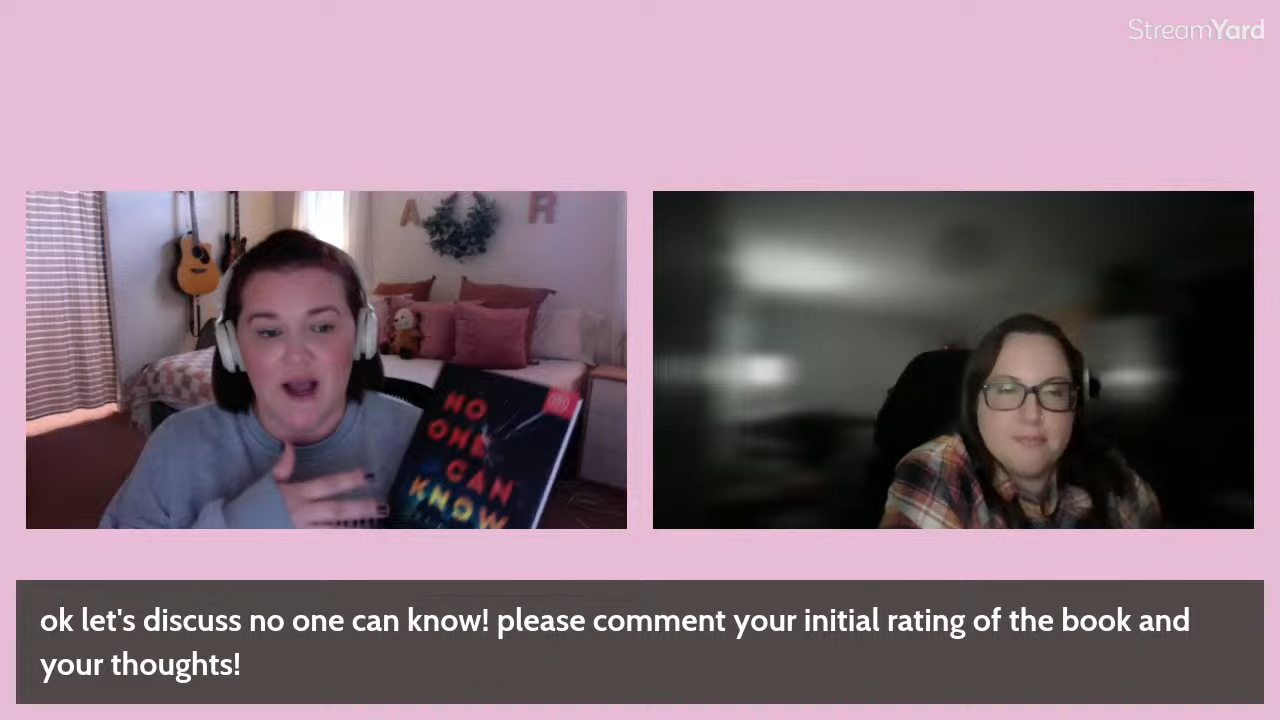 StreamYard
A R
NO
ONE
CAN
KNOW
ok let's discuss no one can know! please comment your initial rating of the book and
your thoughts!